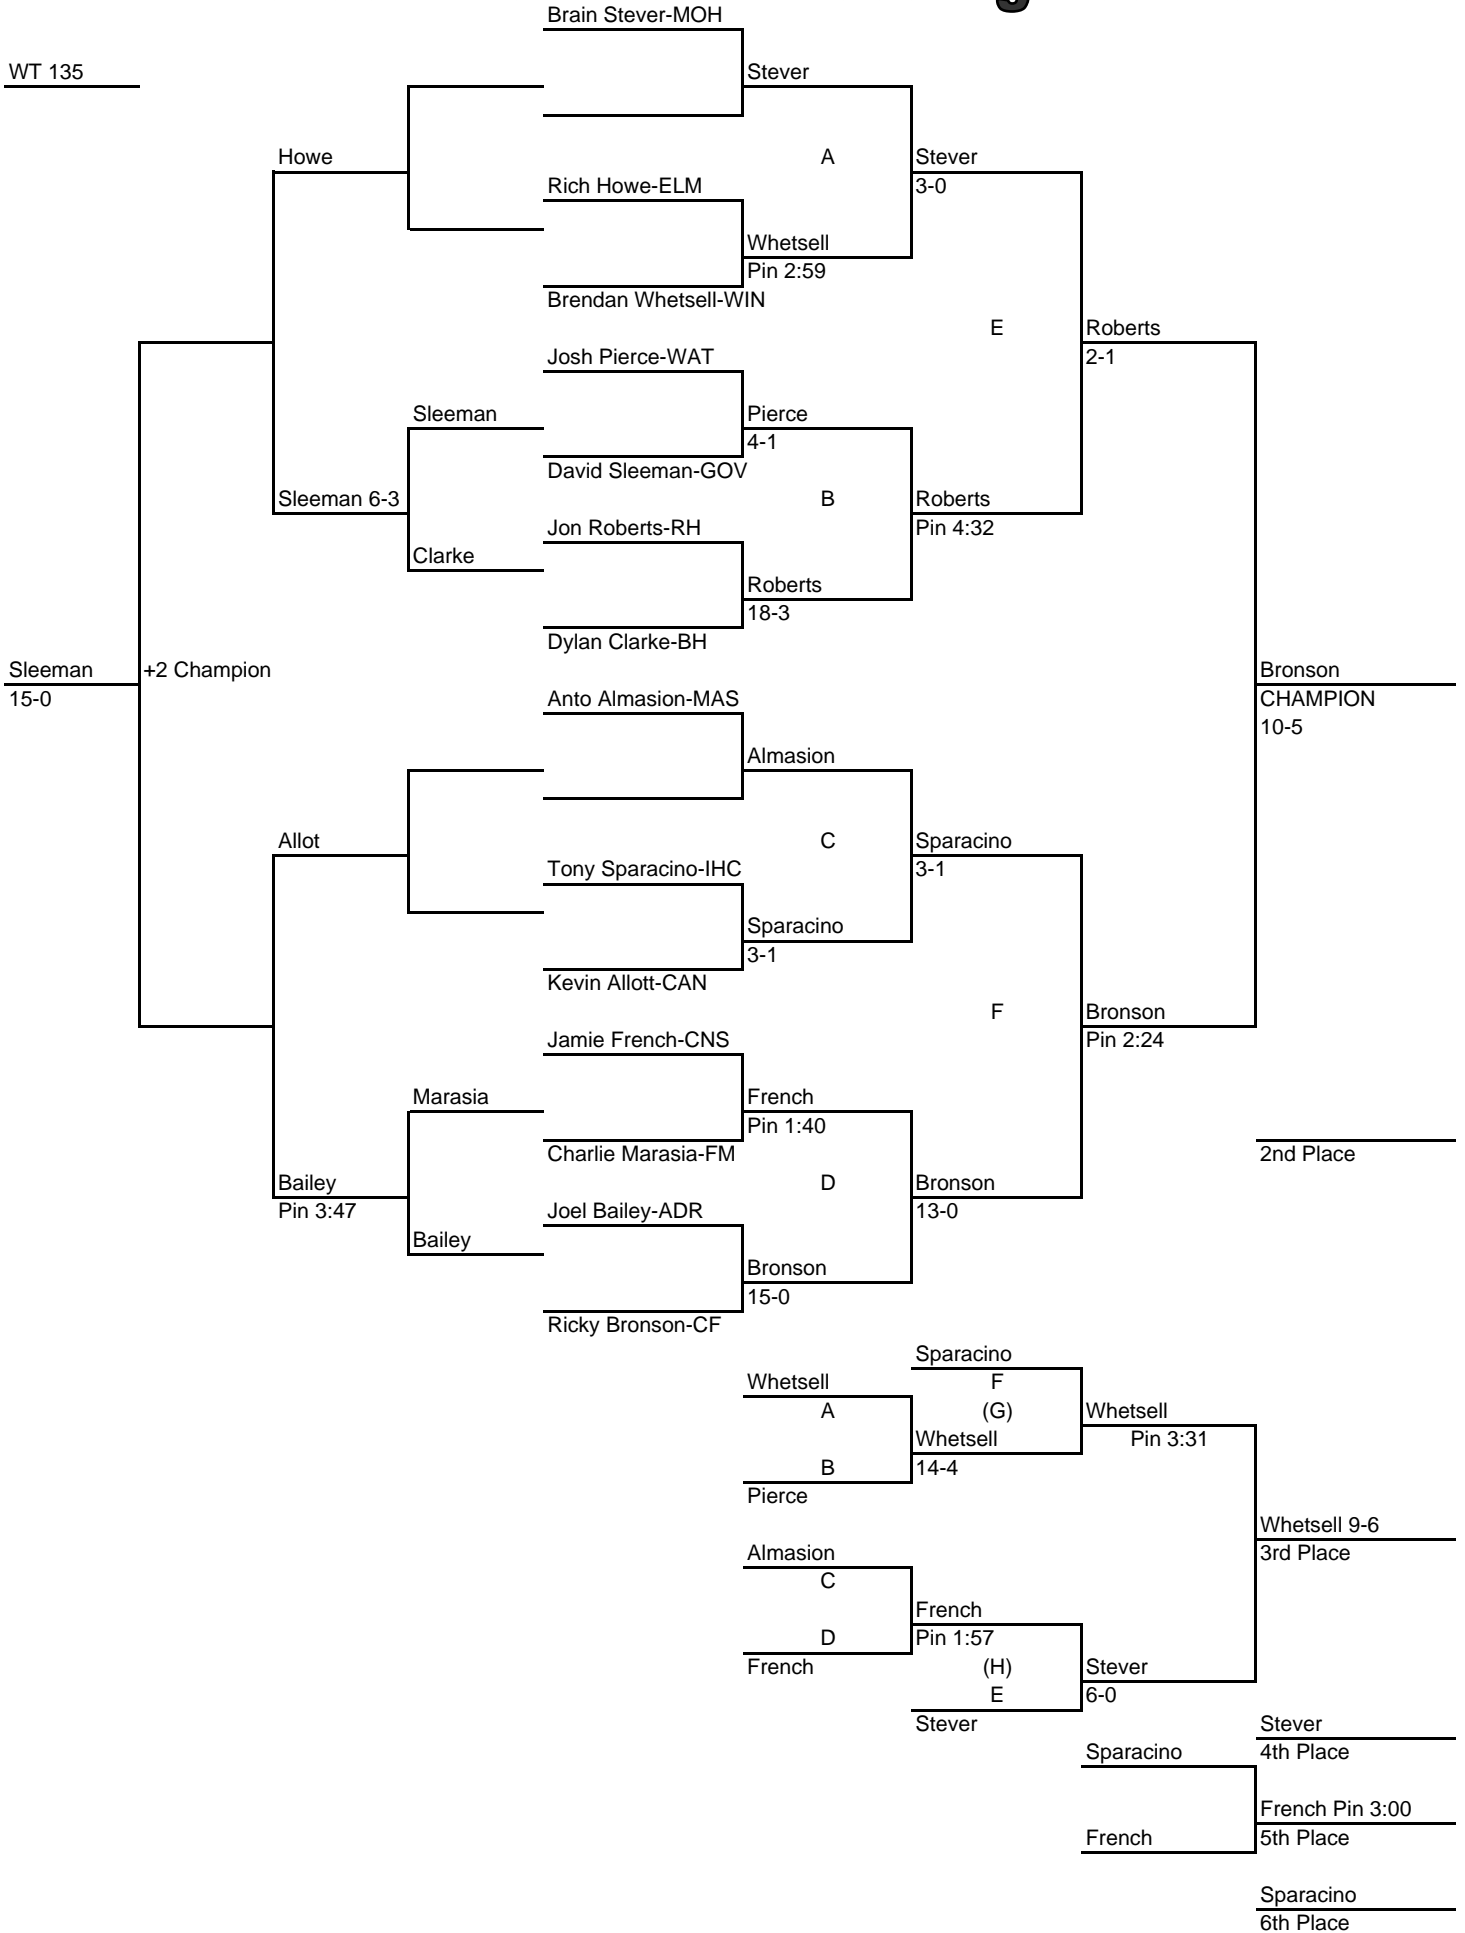 Brain Stever-MOH
WT 135
Stever
Howe
A
Stever
Rich Howe-ELM
3-0
Whetsell
Pin 2:59
Brendan Whetsell-WIN
E
Roberts
Josh Pierce-WAT
2-1
Sleeman
Pierce
4-1
David Sleeman-GOV
Sleeman 6-3
B
Roberts
Jon Roberts-RH
Pin 4:32
Clarke
Roberts
18-3
Dylan Clarke-BH
Sleeman
+2 Champion
Bronson
15-0
Anto Almasion-MAS
CHAMPION
10-5
Almasion
Allot
C
Sparacino
Tony Sparacino-IHC
3-1
Sparacino
3-1
Kevin Allott-CAN
F
Bronson
Jamie French-CNS
Pin 2:24
Marasia
French
Pin 1:40
Charlie Marasia-FM
2nd Place
Bailey
D
Bronson
Pin 3:47
Joel Bailey-ADR
13-0
Bailey
Bronson
15-0
Ricky Bronson-CF
Sparacino
Whetsell
F
A
(G)
Whetsell
Whetsell
Pin 3:31
B
14-4
Pierce
Whetsell 9-6
Almasion
3rd Place
C
French
D
Pin 1:57
French
(H)
Stever
E
6-0
Stever
Stever
Sparacino
4th Place
French Pin 3:00
French
5th Place
Sparacino
6th Place